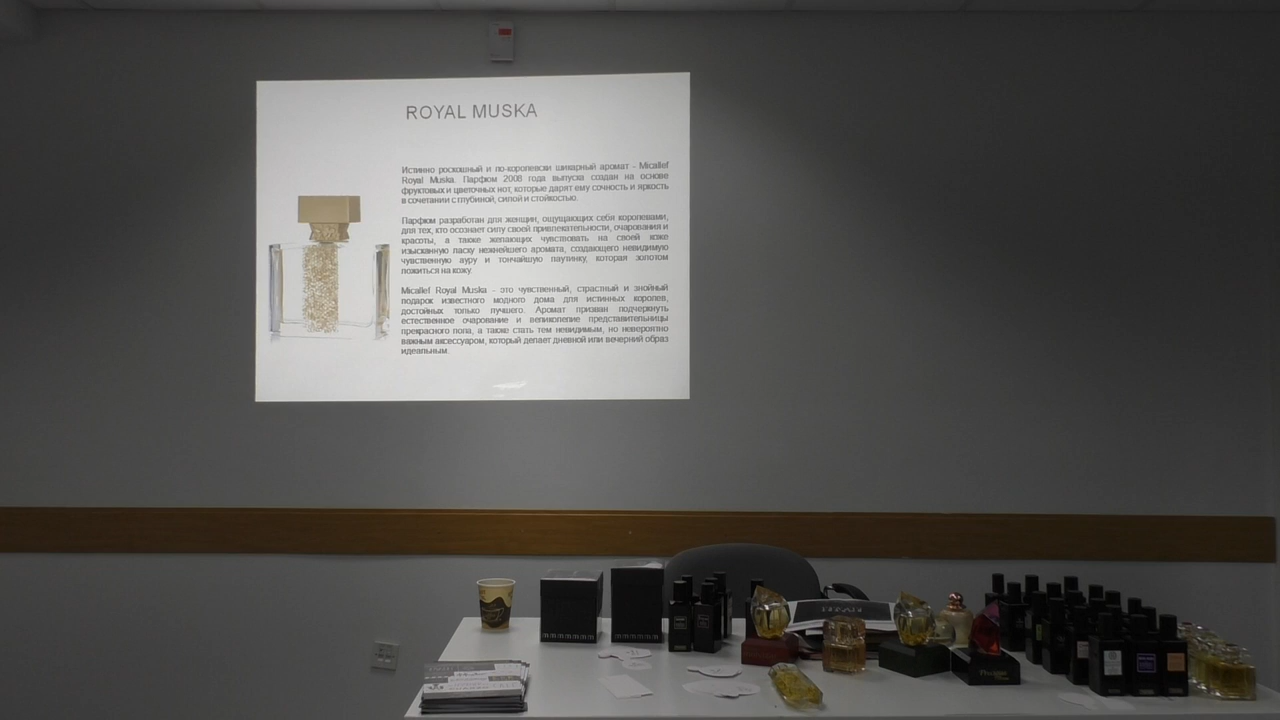 ROYAL MUSKA
Истинно роскошный и по-королевски шикарный аромат - Micallef
Royal Muska. Парфюм 2008 года выпуска создан на основе
фруктовых и цветочных нот, которые дарят ему сочность и яркость
в сочетании с глубиной, силой и стойкостью.
Парфюм разработан для женщин, ощущающих себя королевами,
для тех, кто осознает силу своей привлекательности, очарования и
красоты, а также желающих чувствовать на своей коже
изысканную ласку нежнейшего аромата, создающего невидимую
чувственную ауру и тончайшую паутинку, которая золотом
ложиться на кожу.
Micallef Royal Muska - это чувственный, страстный и знойный
подарок известного модного дома для истинных королев,
достойных только лучшего. Аромат призван подчеркнуть
естественное очарование и великолепие представительницы
прекрасного пола, а также стать тем невидимым, но невероятно
важным аксессуаром, который делает дневной или вечерний образ
идеальным.